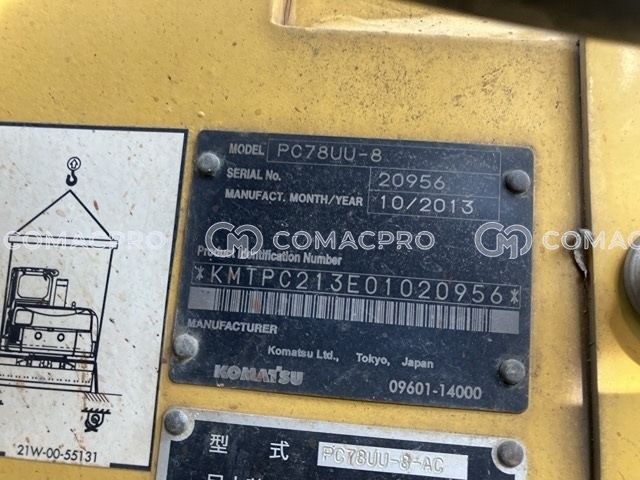 MODEL PC78UU-8
SERIAL No. 20956
MANUFACT. MONTH/YEAR 10/2013
COMACPRO COMACPRO
Product Identification Number
*KMTPC213E01020956*
MANUFACTURER
Komatsu Ltd., Tokyo, Japan
KOMATSU 09601-14000
21W-00-55131
型 式 PC78UU-8-AC